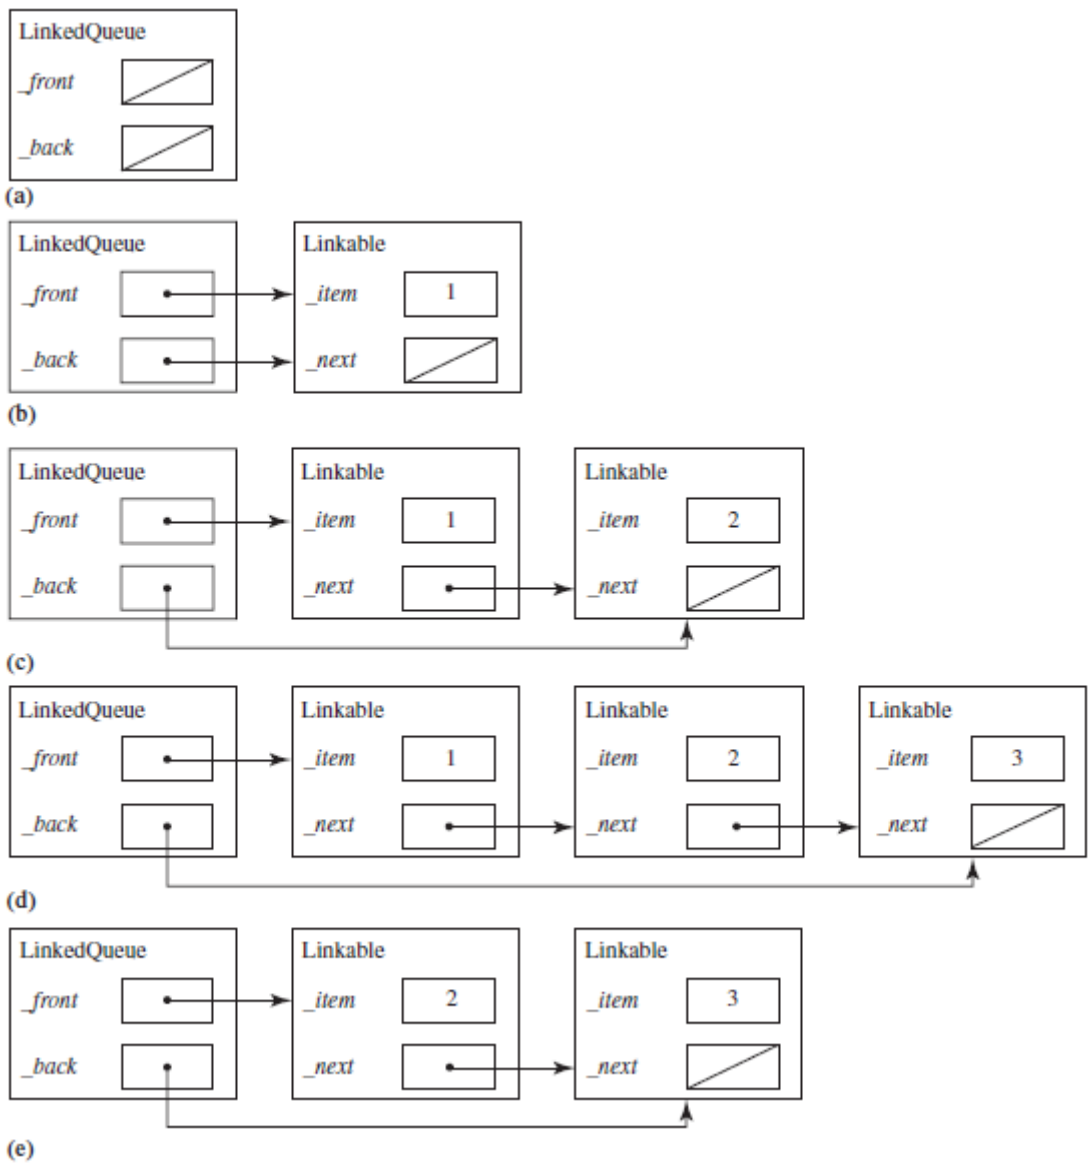 LinkedQueue
_front
_back
(a)
LinkedQueue Linkable
_front _item 1
_back _next
(b)
LinkedQueue Linkable Linkable
_front _item 1 _item 2
_back _next _next
(c)
LinkedQueue Linkable Linkable Linkable
_front _item 1 _item 2 _item 3
_back _next _next _next
(d)
LinkedQueue Linkable Linkable
_front _item 2 _item 3
_back _next _next
(e)